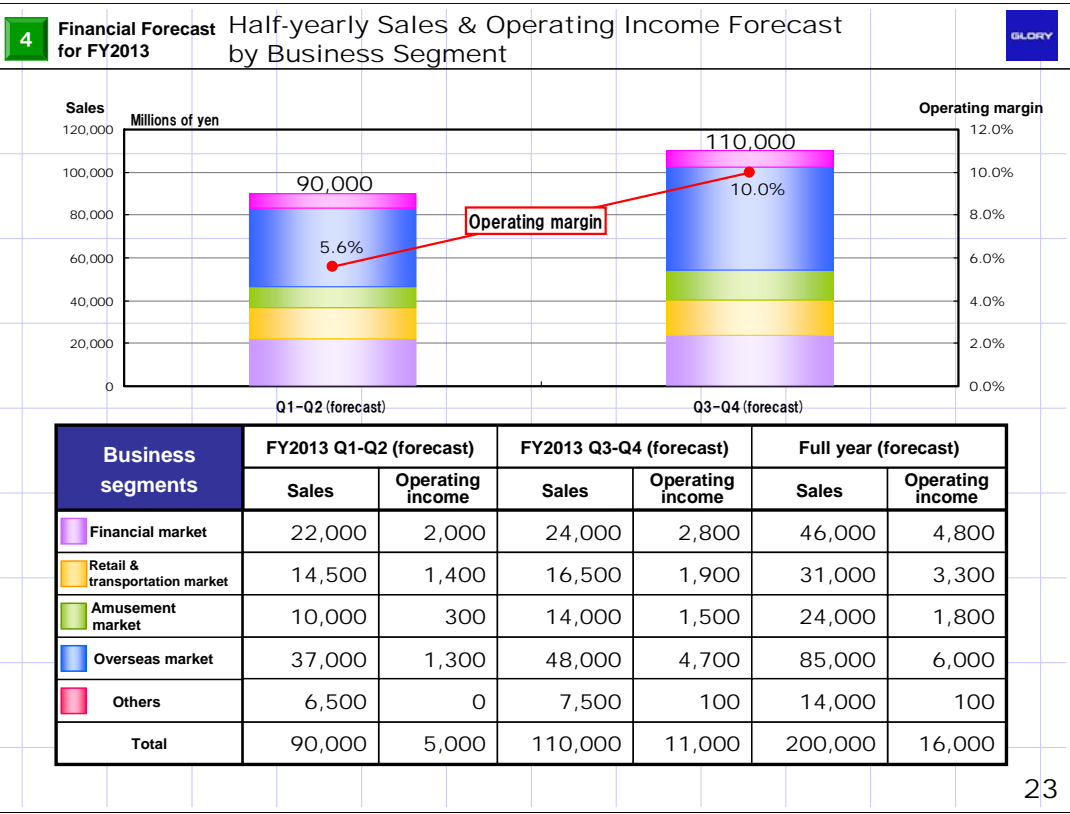 4
Financial Forecast
for FY2013
Half-yearly Sales & Operating Income Forecast
by Business Segment
GLORY
Sales
Operating margin
Millions of yen
120,000
100,000
80,000
60,000
40,000
20,000
0
12.0%
10.0%
8.0%
6.0%
4.0%
2.0%
0.0%
90,000
110,000
5.6%
10.0%
Operating margin
Q1-Q2 (forecast)
Q3-Q4 (forecast)
Business
segments
FY2013 Q1-Q2 (forecast) FY2013 Q3-Q4 (forecast) Full year (forecast)
Sales Operating income Sales Operating income Sales Operating income
Financial market 22,000 2,000 24,000 2,800 46,000 4,800
Retail &
transportation market 14,500 1,400 16,500 1,900 31,000 3,300
Amusement
market 10,000 300 14,000 1,500 24,000 1,800
Overseas market 37,000 1,300 48,000 4,700 85,000 6,000
Others 6,500 0 7,500 100 14,000 100
Total 90,000 5,000 110,000 11,000 200,000 16,000
23